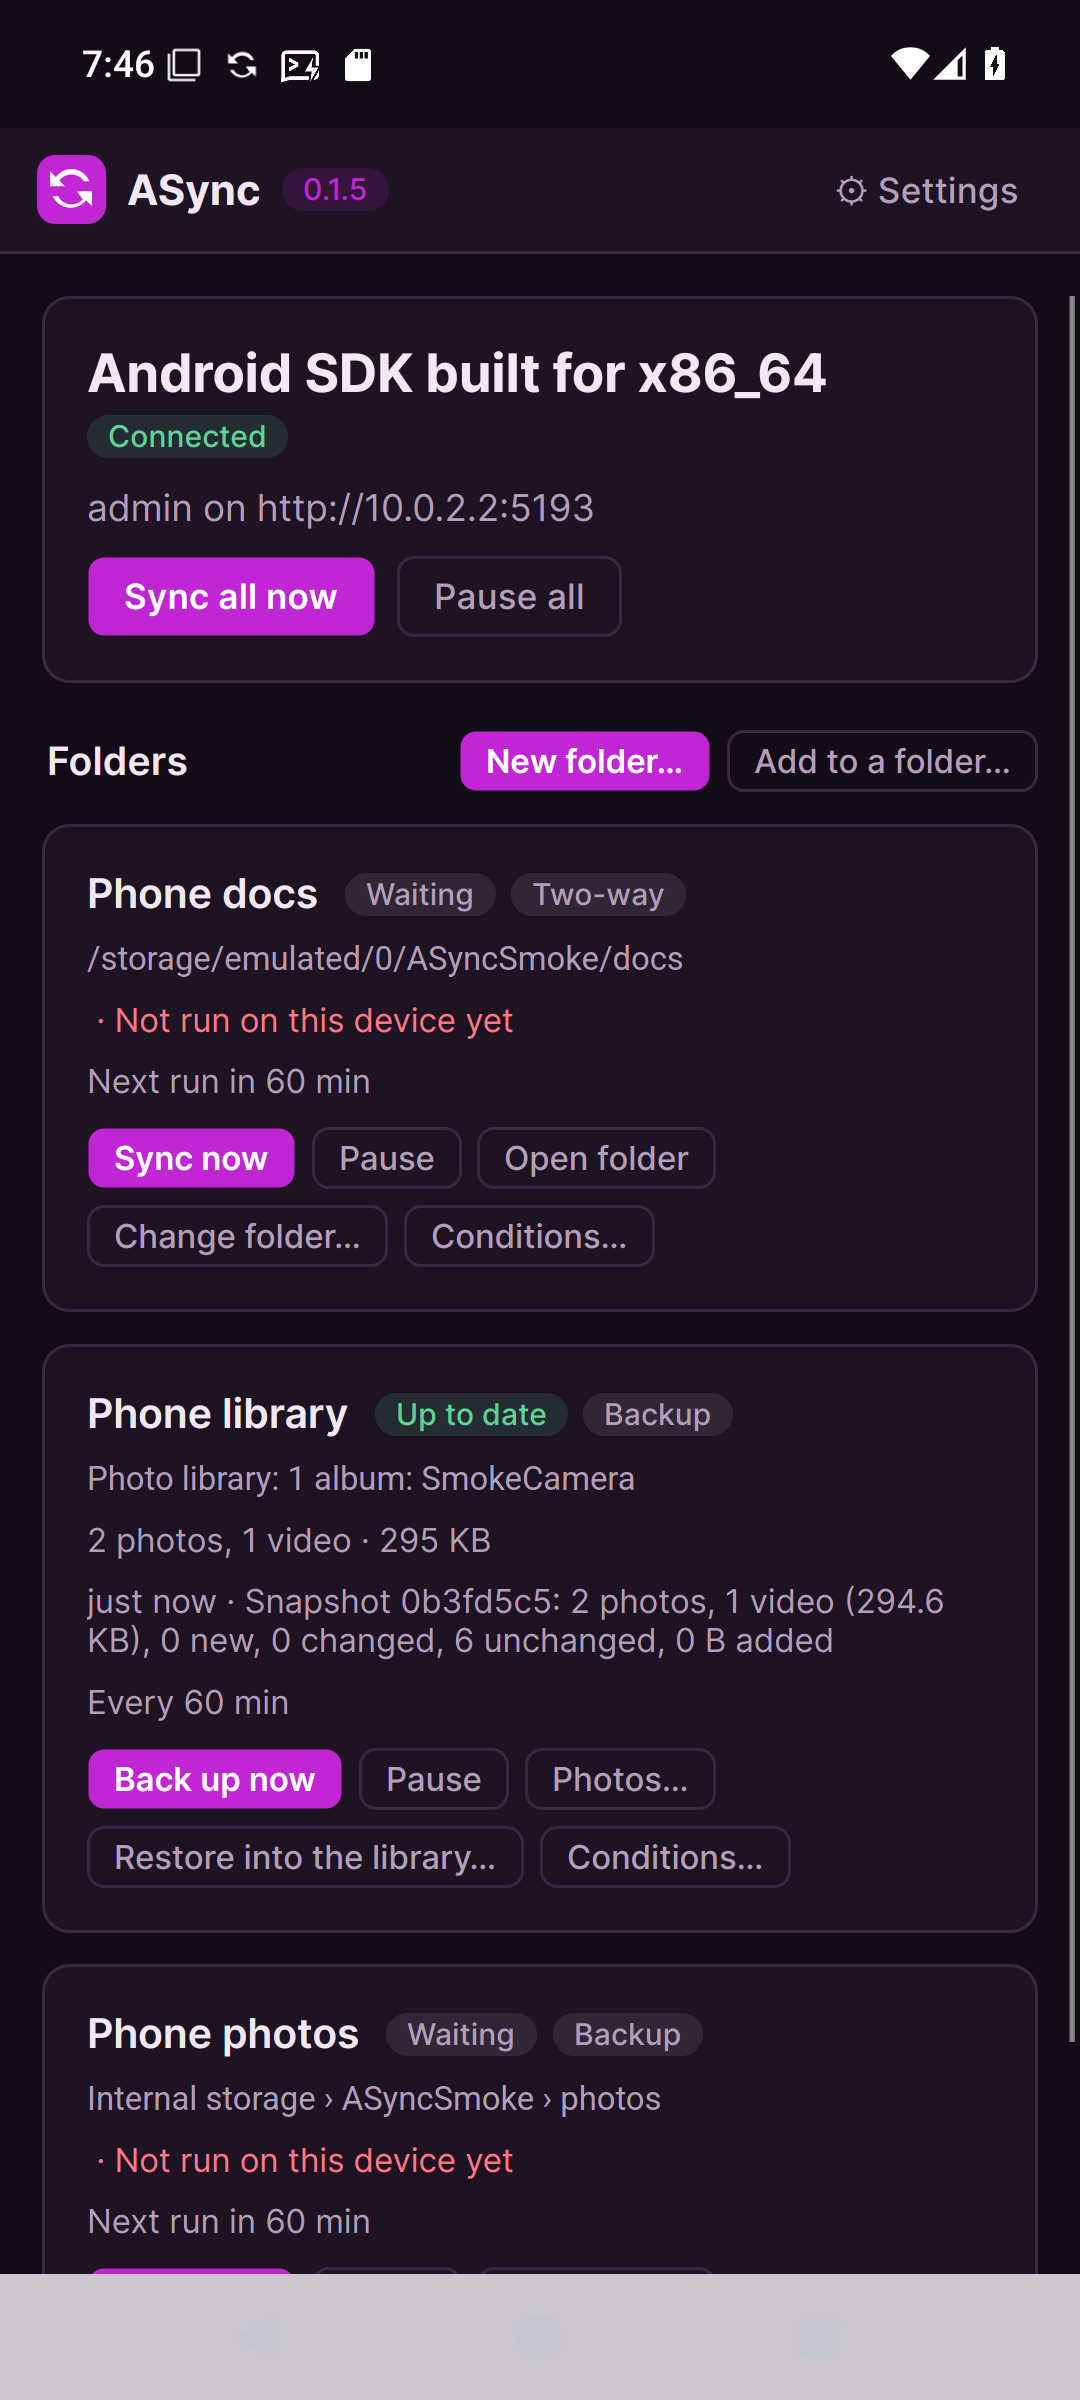 7:46
ASync 0.1.5 Settings
Android SDK built for x86_64
Connected
admin on http://10.0.2.2:5193
Sync all now Pause all
Folders New folder... Add to a folder...
Phone docs Waiting Two-way
/storage/emulated/0/ASyncSmoke/docs
· Not run on this device yet
Next run in 60 min
Sync now Pause Open folder
Change folder... Conditions...
Phone library Up to date Backup
Photo library: 1 album: SmokeCamera
2 photos, 1 video · 295 KB
just now · Snapshot 0b3fd5c5: 2 photos, 1 video (294.6
KB), 0 new, 0 changed, 6 unchanged, 0 B added
Every 60 min
Back up now Pause Photos...
Restore into the library... Conditions...
Phone photos Waiting Backup
Internal storage › ASyncSmoke › photos
· Not run on this device yet
Next run in 60 min